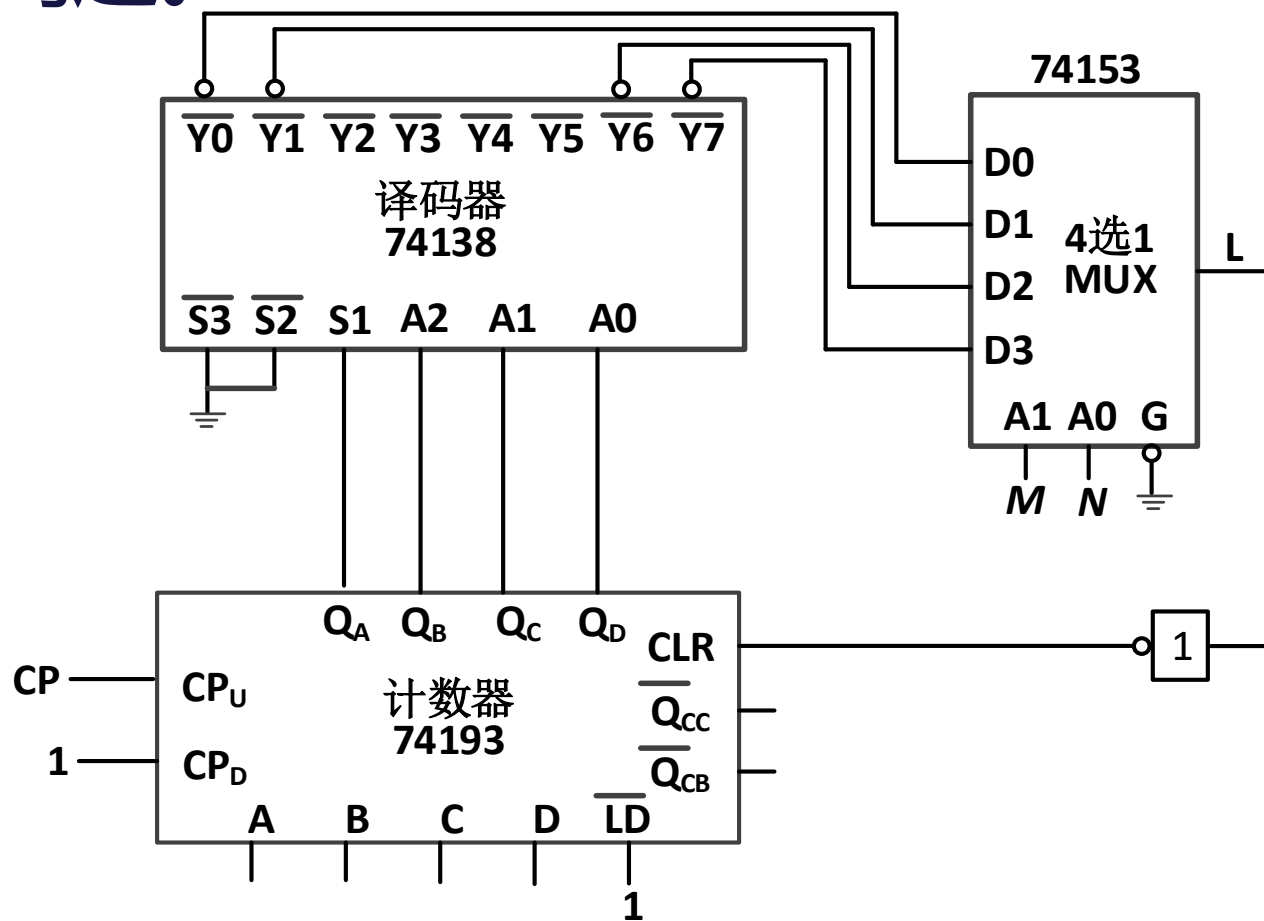 74153
Y0 Y1 Y2 Y3 Y4 Y5 Y6 Y7
译码器
74138
S3 S2 S1 A2 A1 A0
D0
D1
D2
D3
4选1
MUX
L
A1 A0 G
M N
QA QB QC QD
CLR
1
CP
CPU
计数器
74193
QCC
1
CPD
QCB
A B C D LD
1